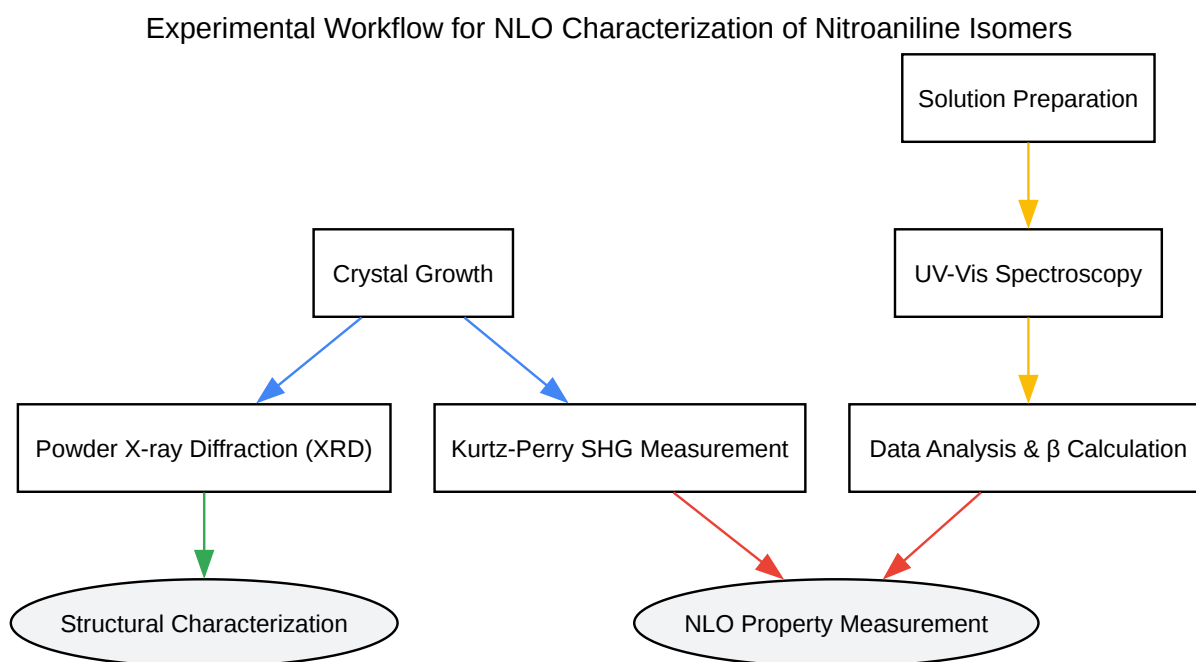 Experimental Workflow for NLO Characterization of Nitroaniline Isomers
Solution Preparation
Crystal Growth
UV-Vis Spectroscopy
Powder X-ray Diffraction (XRD)
Kurtz-Perry SHG Measurement
Data Analysis & β Calculation
Structural Characterization
NLO Property Measurement